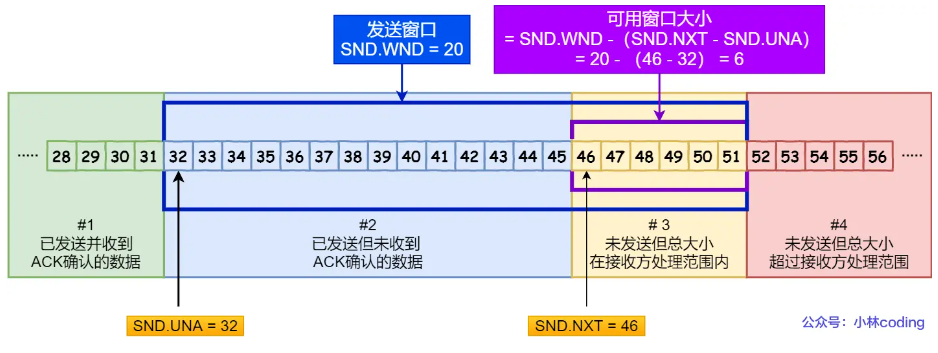 发送窗口
SND.WND = 20
可用窗口大小
= SND.WND -（SND.NXT - SND.UNA）
= 20 -（46 - 32） = 6
..... 28 29 30 31 32 33 34 35 36 37 38 39 40 41 42 43 44 45 46 47 48 49 50 51 52 53 54 55 56 .....
#1
已发送并收到
ACK确认的数据
#2
已发送但未收到
ACK确认的数据
# 3
未发送但总大小
在接收方处理范围内
#4
未发送但总大小
超过接收方处理范围
SND.UNA = 32
SND.NXT = 46
公众号：小林coding